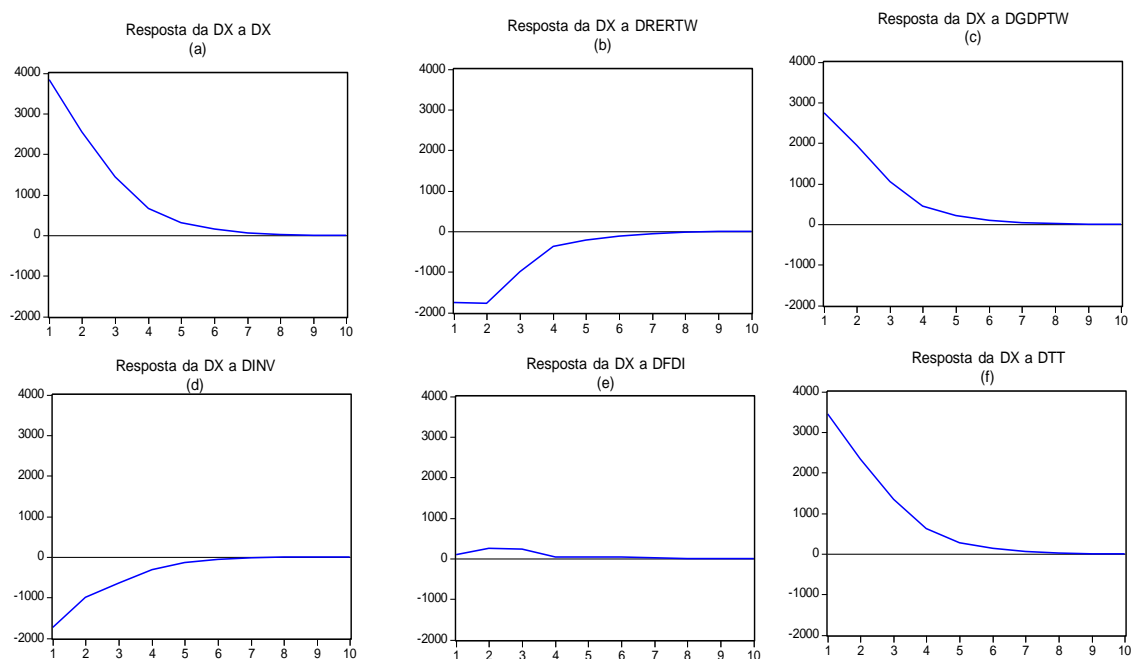 Resposta da DX a DX
(a)
4000
3000
2000
1000
0
-1000
-2000
1 2 3 4 5 6 7 8 9 10
Resposta da DX a DRERTW
(b)
4000
3000
2000
1000
0
-1000
-2000
1 2 3 4 5 6 7 8 9 10
Resposta da DX a DGDPTW
(c)
4000
3000
2000
1000
0
-1000
-2000
1 2 3 4 5 6 7 8 9 10
Resposta da DX a DINV
(d)
4000
3000
2000
1000
0
-1000
-2000
1 2 3 4 5 6 7 8 9 10
Resposta da DX a DFDI
(e)
4000
3000
2000
1000
0
-1000
-2000
1 2 3 4 5 6 7 8 9 10
Resposta da DX a DTT
(f)
4000
3000
2000
1000
0
-1000
-2000
1 2 3 4 5 6 7 8 9 10